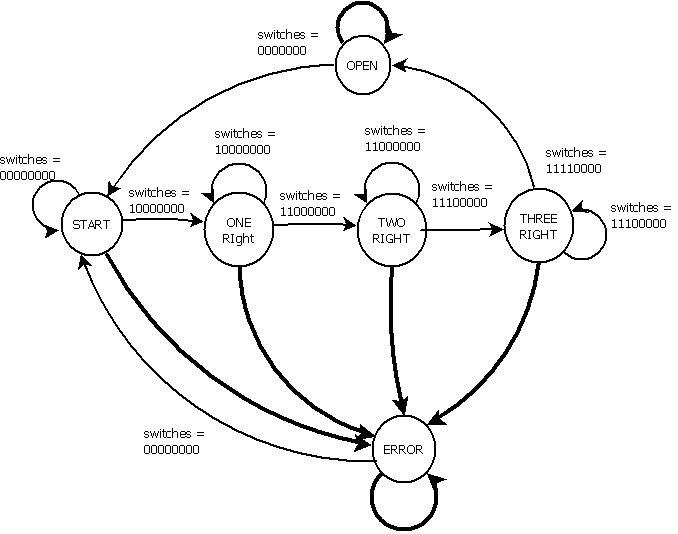 switches =
0000000
OPEN
switches =
00000000
START
switches =
10000000
switches =
10000000
ONE
RIght
switches =
11000000
switches =
11000000
TWO
RIGHT
switches =
11100000
switches =
11110000
THREE
RIGHT
switches =
11100000
switches =
00000000
ERROR